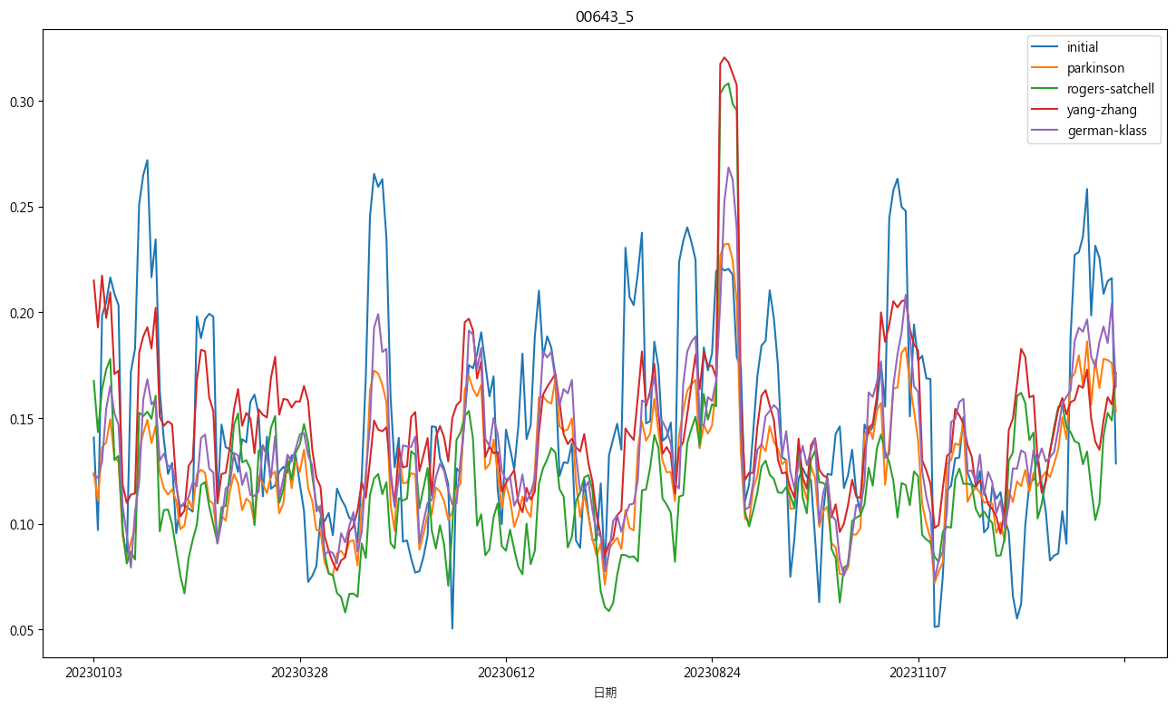 00643_5
initial
parkinson
rogers-satchell
yang-zhang
german-klass
0.30
0.25
0.20
0.15
0.10
0.05
20230103
20230328
20230612
20230824
20231107
日期